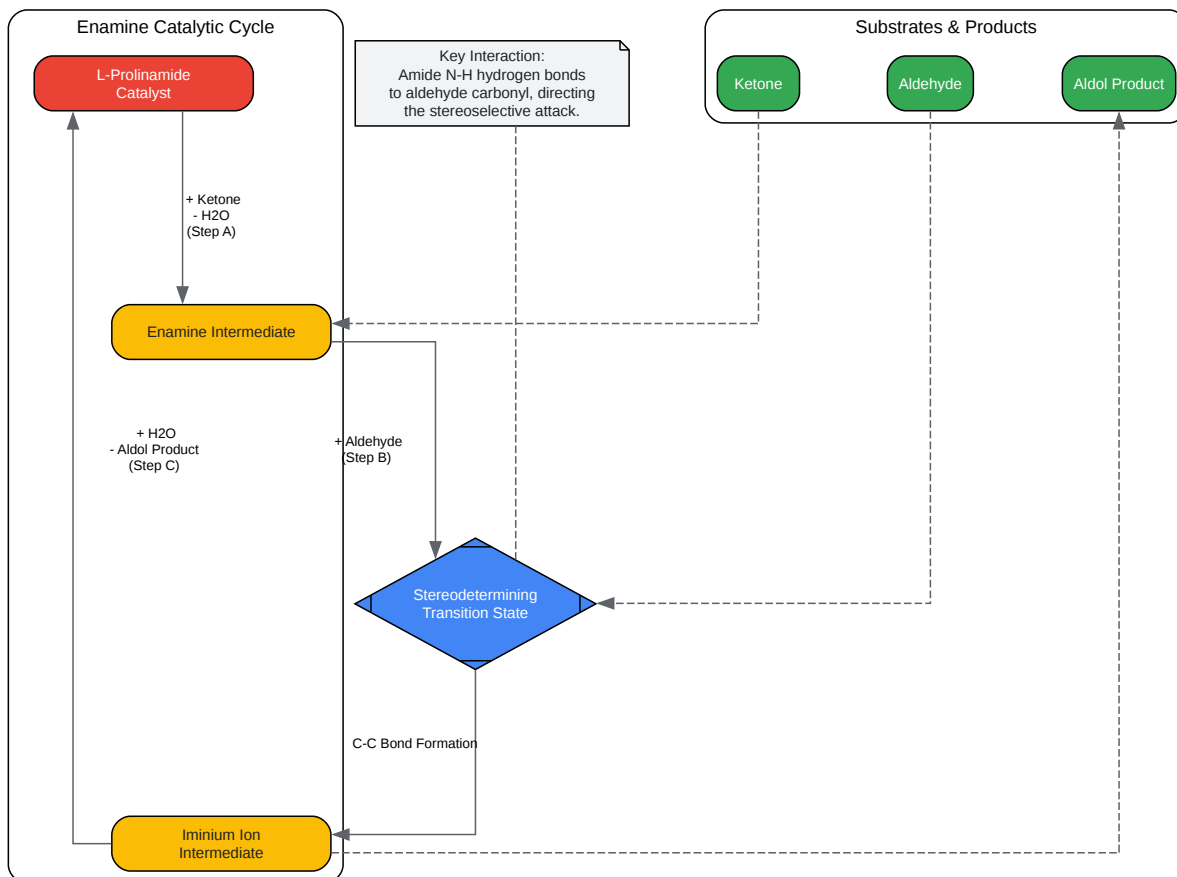 Enamine Catalytic Cycle
Substrates & Products
L-Prolinamide
Catalyst
Key Interaction:
Amide N-H hydrogen bonds
to aldehyde carbonyl, directing
the stereoselective attack.
Ketone
Aldehyde
Aldol Product
+ Ketone
- H2O
(Step A)
Enamine Intermediate
+ H2O
- Aldol Product
(Step C)
+ Aldehyde
(Step B)
Stereodetermining
Transition State
C-C Bond Formation
Iminium Ion
Intermediate